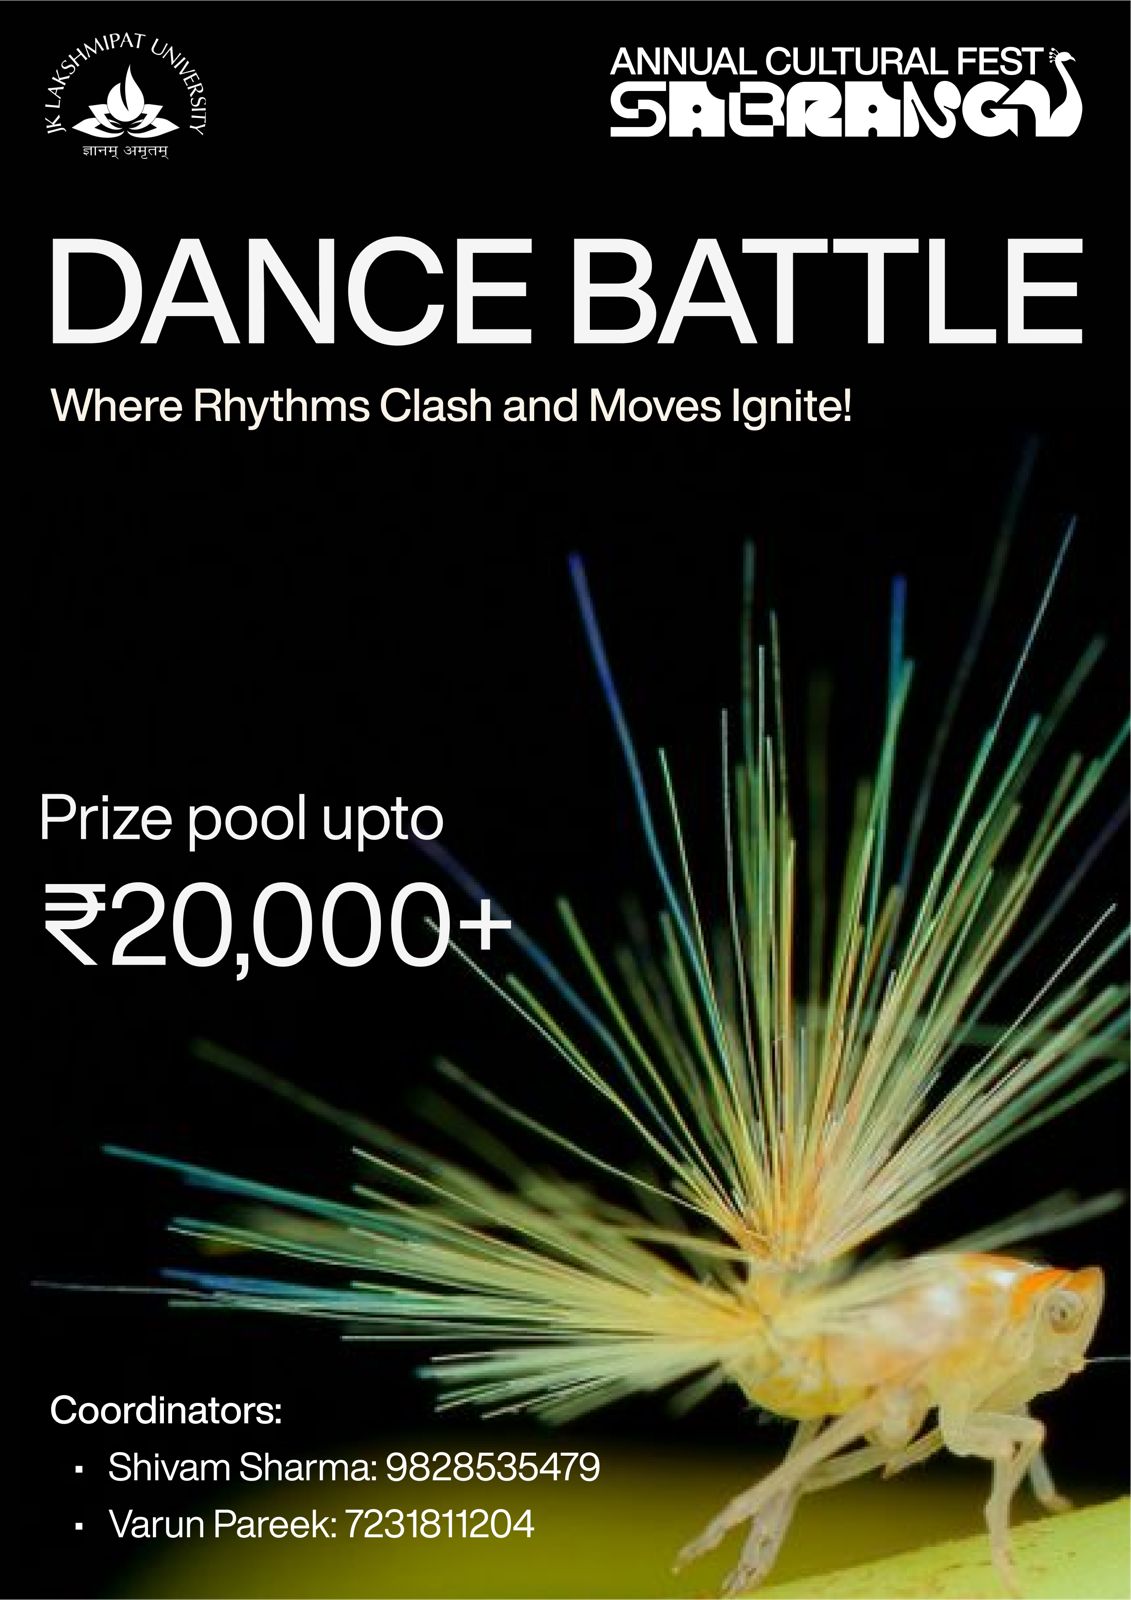 JK LAKSHMIPAT UNIVERSITY
ज्ञानम् अमृतम्
ANNUAL CULTURAL FEST
SABRANG
DANCE BATTLE
Where Rhythms Clash and Moves Ignite!
Prize pool upto
₹20,000+
Coordinators:
▪ Shivam Sharma: 9828535479
▪ Varun Pareek: 7231811204